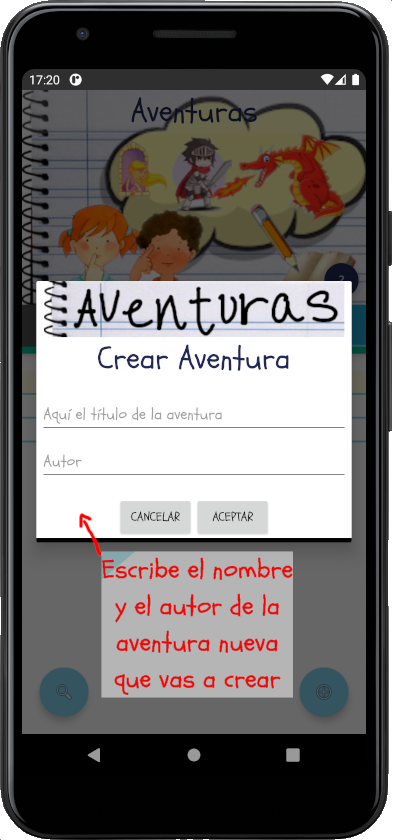 17:20
Aventuras
?
Aventuras
Crear Aventura
Aquí el título de la aventura
Autor
CANCELAR ACEPTAR
Escribe el nombre
y el autor de la
aventura nueva
que vas a crear